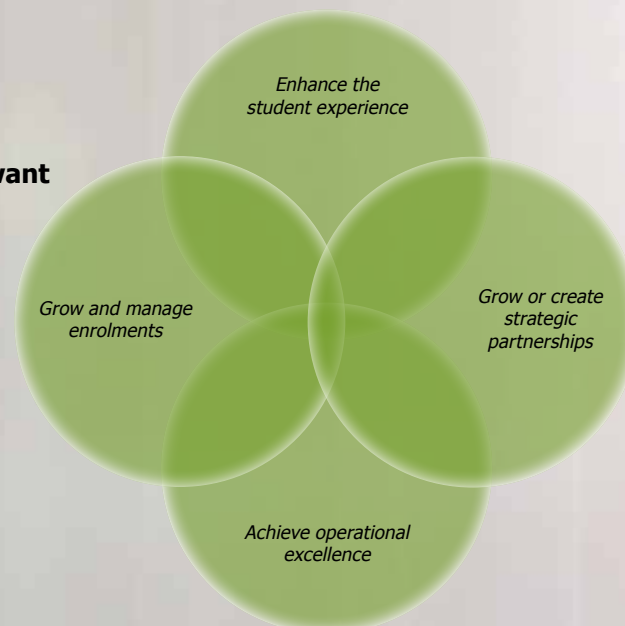 Enhance the
student experience
want
Grow and manage
enrolments
Grow or create
strategic
partnerships
Achieve operational
excellence